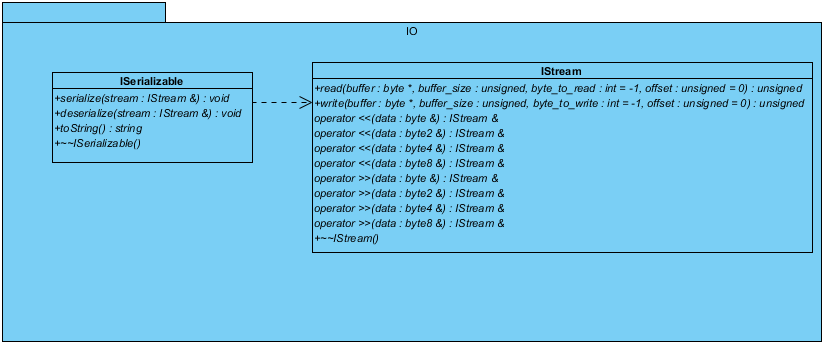 IO
ISerializable
+serialize(stream : IStream &) : void
+deserialize(stream : IStream &) : void
+toString() : string
+~~ISerializable()
IStream
+read(buffer : byte *, buffer_size : unsigned, byte_to_read : int = -1, offset : unsigned = 0) : unsigned
+write(buffer : byte *, buffer_size : unsigned, byte_to_write : int = -1, offset : unsigned = 0) : unsigned
operator <<(data : byte &) : IStream &
operator <<(data : byte2 &) : IStream &
operator <<(data : byte4 &) : IStream &
operator <<(data : byte8 &) : IStream &
operator >>(data : byte &) : IStream &
operator >>(data : byte2 &) : IStream &
operator >>(data : byte4 &) : IStream &
operator >>(data : byte8 &) : IStream &
+~~IStream()